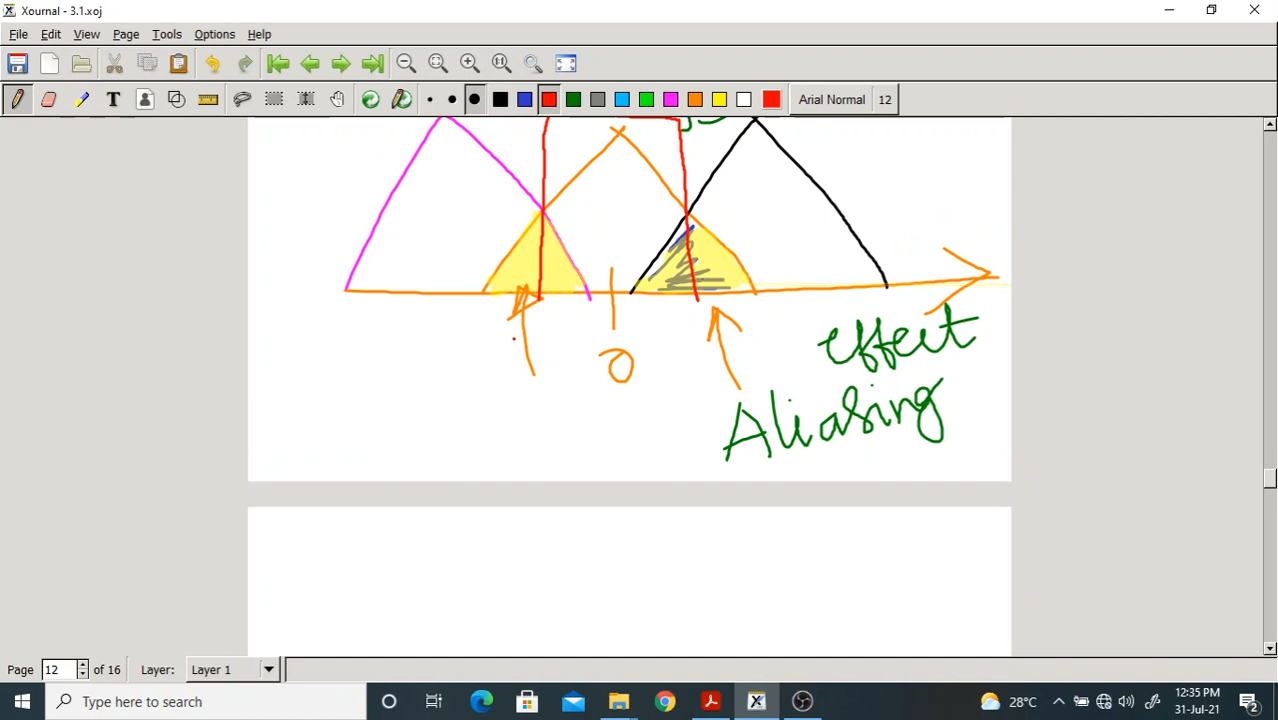 Xournal - 3.1.xoj
File Edit View Page Tools Options Help
Arial Normal 12
0
effect
Aliasing
Page 12 of 16 Layer: Layer 1
Type here to search
28°C
12:35 PM
31-Jul-21
2